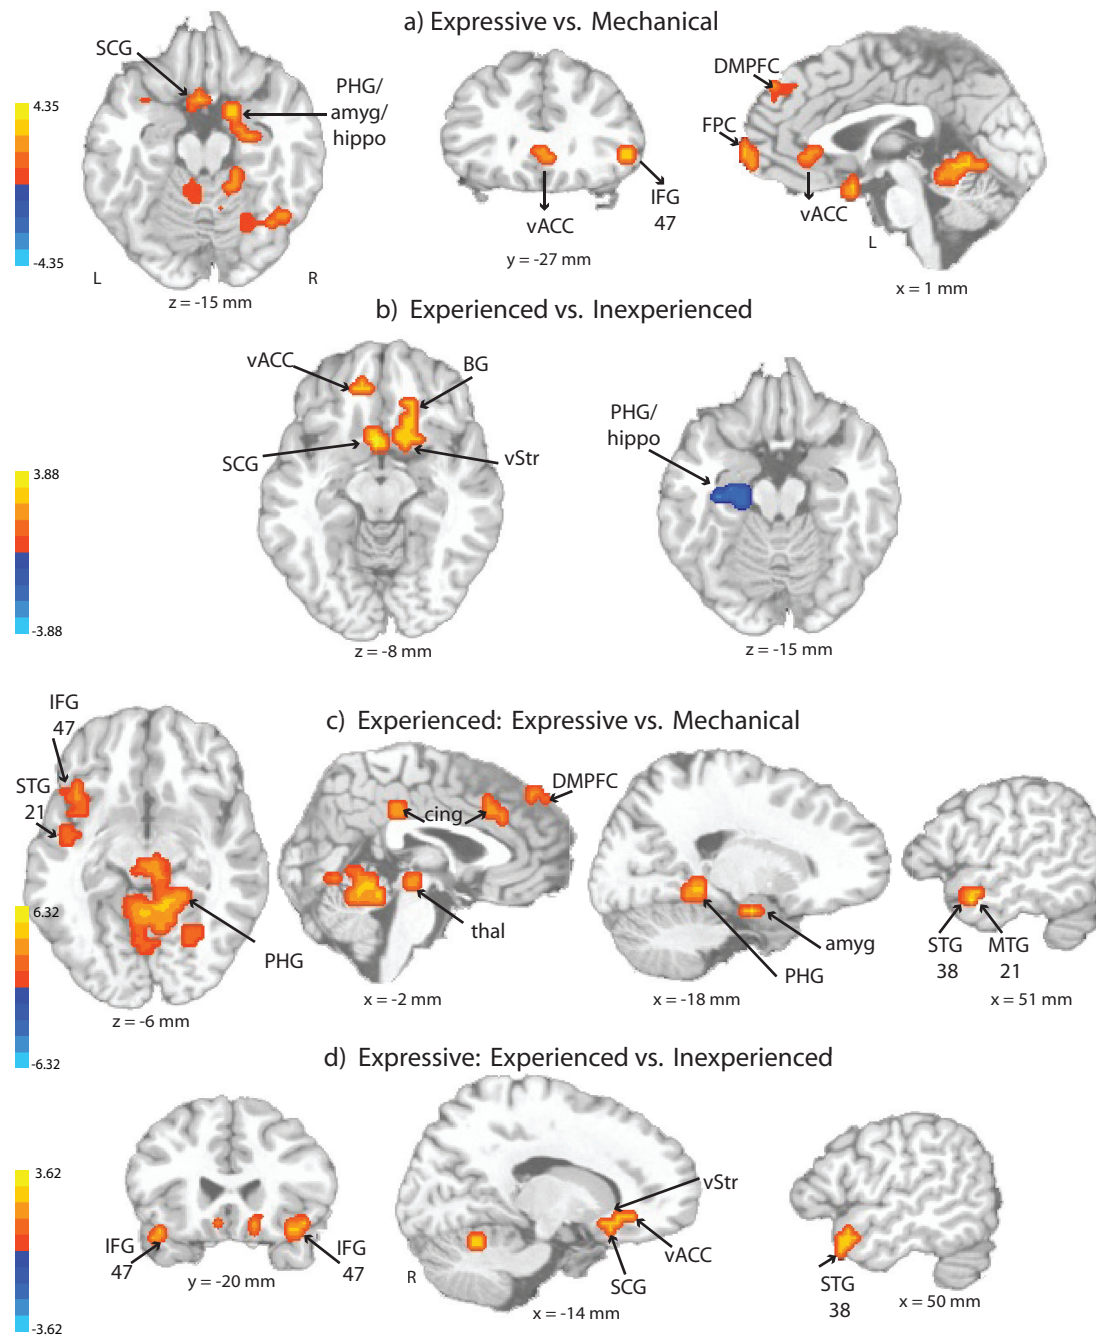 a) Expressive vs. Mechanical
SCG
PHG/
amyg/
hippo
4.35
-4.35
L
R
z = -15 mm
vACC
IFG
47
y = -27 mm
DMPFC
FPC
vACC
L
x = 1 mm
b) Experienced vs. Inexperienced
vACC
BG
SCG
vStr
3.88
-3.88
z = -8 mm
PHG/
hippo
z = -15 mm
c) Experienced: Expressive vs. Mechanical
IFG
47
STG
21
PHG
6.32
-6.32
z = -6 mm
cing
DMPFC
thal
x = -2 mm
amyg
PHG
x = -18 mm
STG
38
MTG
21
x = 51 mm
d) Expressive: Experienced vs. Inexperienced
3.62
-3.62
IFG
47
IFG
47
y = -20 mm
R
vStr
vACC
SCG
x = -14 mm
STG
38
x = 50 mm